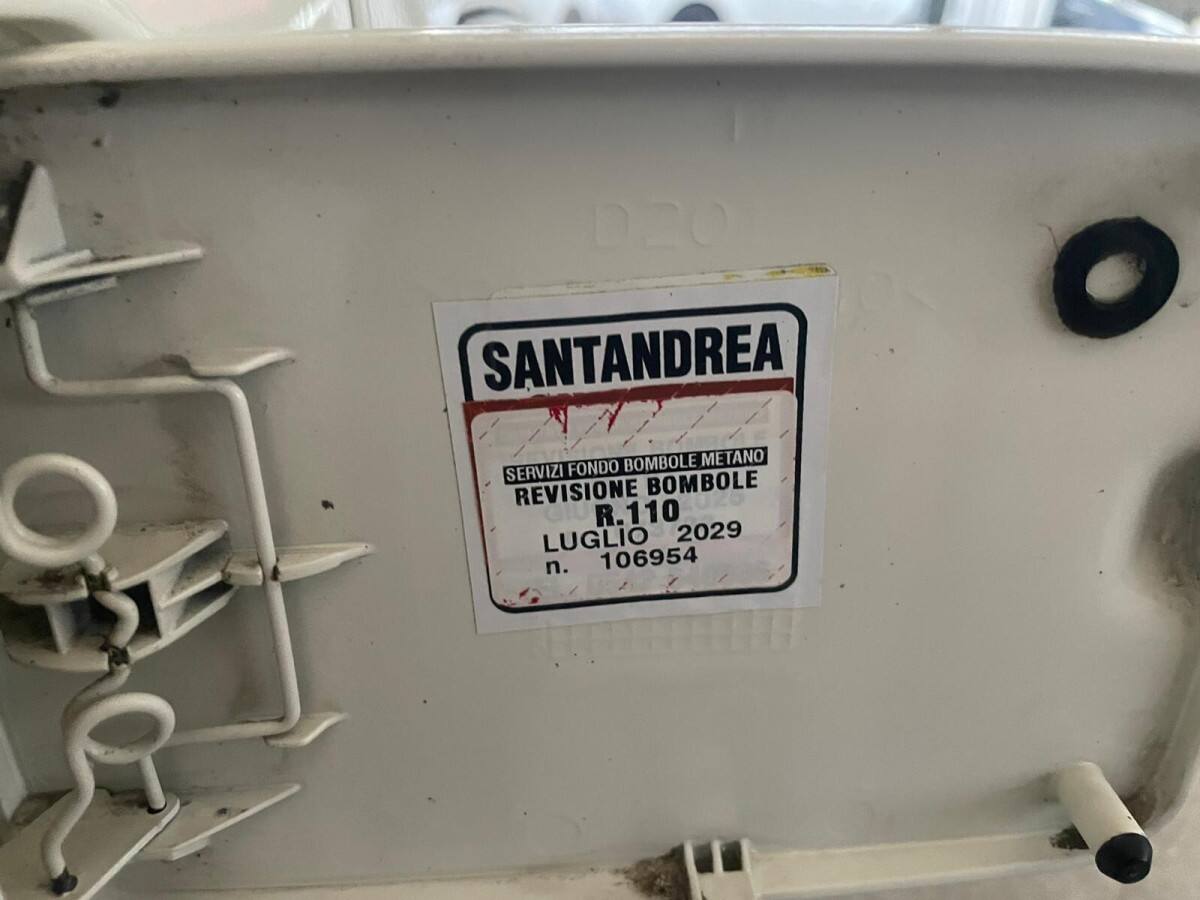 SANTANDREA
SERVIZI FONDO BOMBOLE METANO
REVISIONE BOMBOLE
R.110
LUGLIO 2029
n. 106954